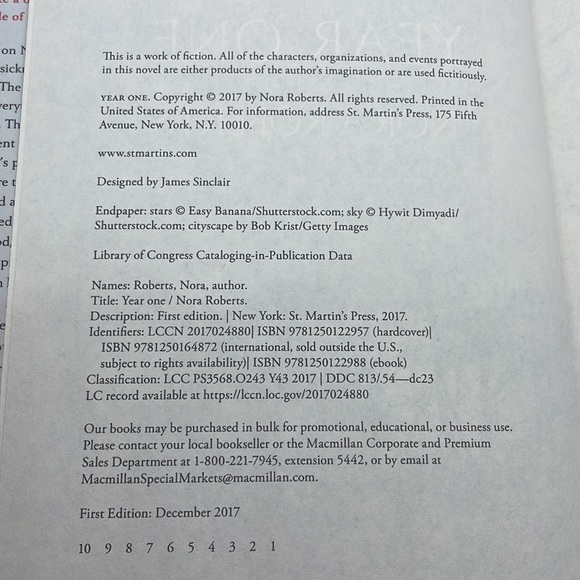 This is a work of fiction. All of the characters, organizations, and events portrayed
in this novel are either products of the author's imagination or are used fictitiously.
YEAR ONE. Copyright © 2017 by Nora Roberts. All rights reserved. Printed in the
United States of America. For information, address St. Martin's Press, 175 Fifth
Avenue, New York, N.Y. 10010.
www.stmartins.com
Designed by James Sinclair
Endpaper: stars © Easy Banana/Shutterstock.com; sky © Hywit Dimyadi/
Shutterstock.com; cityscape by Bob Krist/Getty Images
Library of Congress Cataloging-in-Publication Data
Names: Roberts, Nora, author.
Title: Year one / Nora Roberts.
Description: First edition. | New York: St. Martin's Press, 2017.
Identifiers: LCCN 2017024880| ISBN 9781250122957 (hardcover)|
ISBN 9781250164872 (international, sold outside the U.S.,
subject to rights availability)| ISBN 9781250122988 (ebook)
Classification: LCC PS3568.O243 Y43 2017 | DDC 813/.54—dc23
LC record available at https://lccn.loc.gov/2017024880
Our books may be purchased in bulk for promotional, educational, or business use.
Please contact your local bookseller or the Macmillan Corporate and Premium
Sales Department at 1-800-221-7945, extension 5442, or by email at
MacmillanSpecialMarkets@macmillan.com.
First Edition: December 2017
10 9 8 7 6 5 4 3 2 1